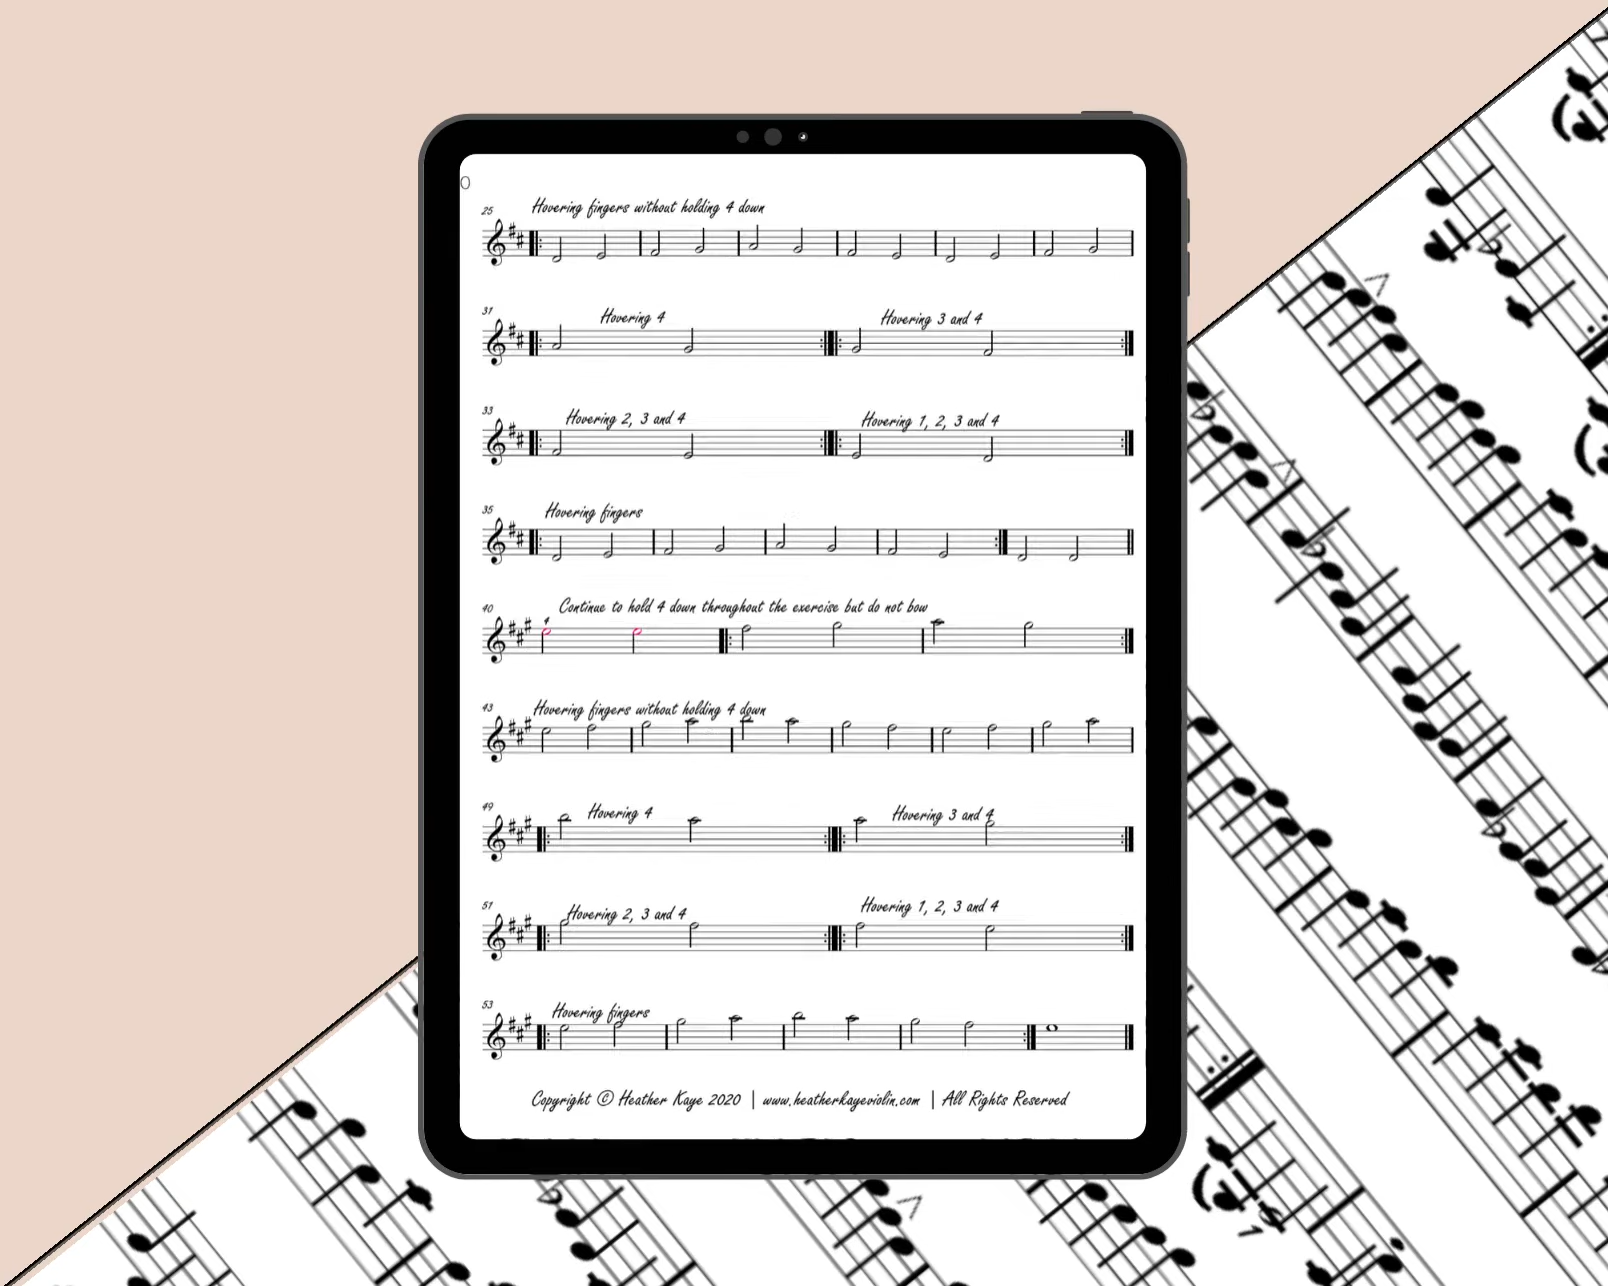 0
25 Hovering fingers without holding 4 down
31 Hovering 4 Hovering 3 and 4
33 Hovering 2, 3 and 4 Hovering 1, 2, 3 and 4
35 Hovering fingers
40 Continue to hold 4 down throughout the exercise but do not bow
4
43 Hovering fingers without holding 4 down
49 Hovering 4 Hovering 3 and 4
51 Hovering 2, 3 and 4 Hovering 1, 2, 3 and 4
53 Hovering fingers
Copyright © Heather Kaye 2020 | www.heatherkayeviolin.com | All Rights Reserved
1